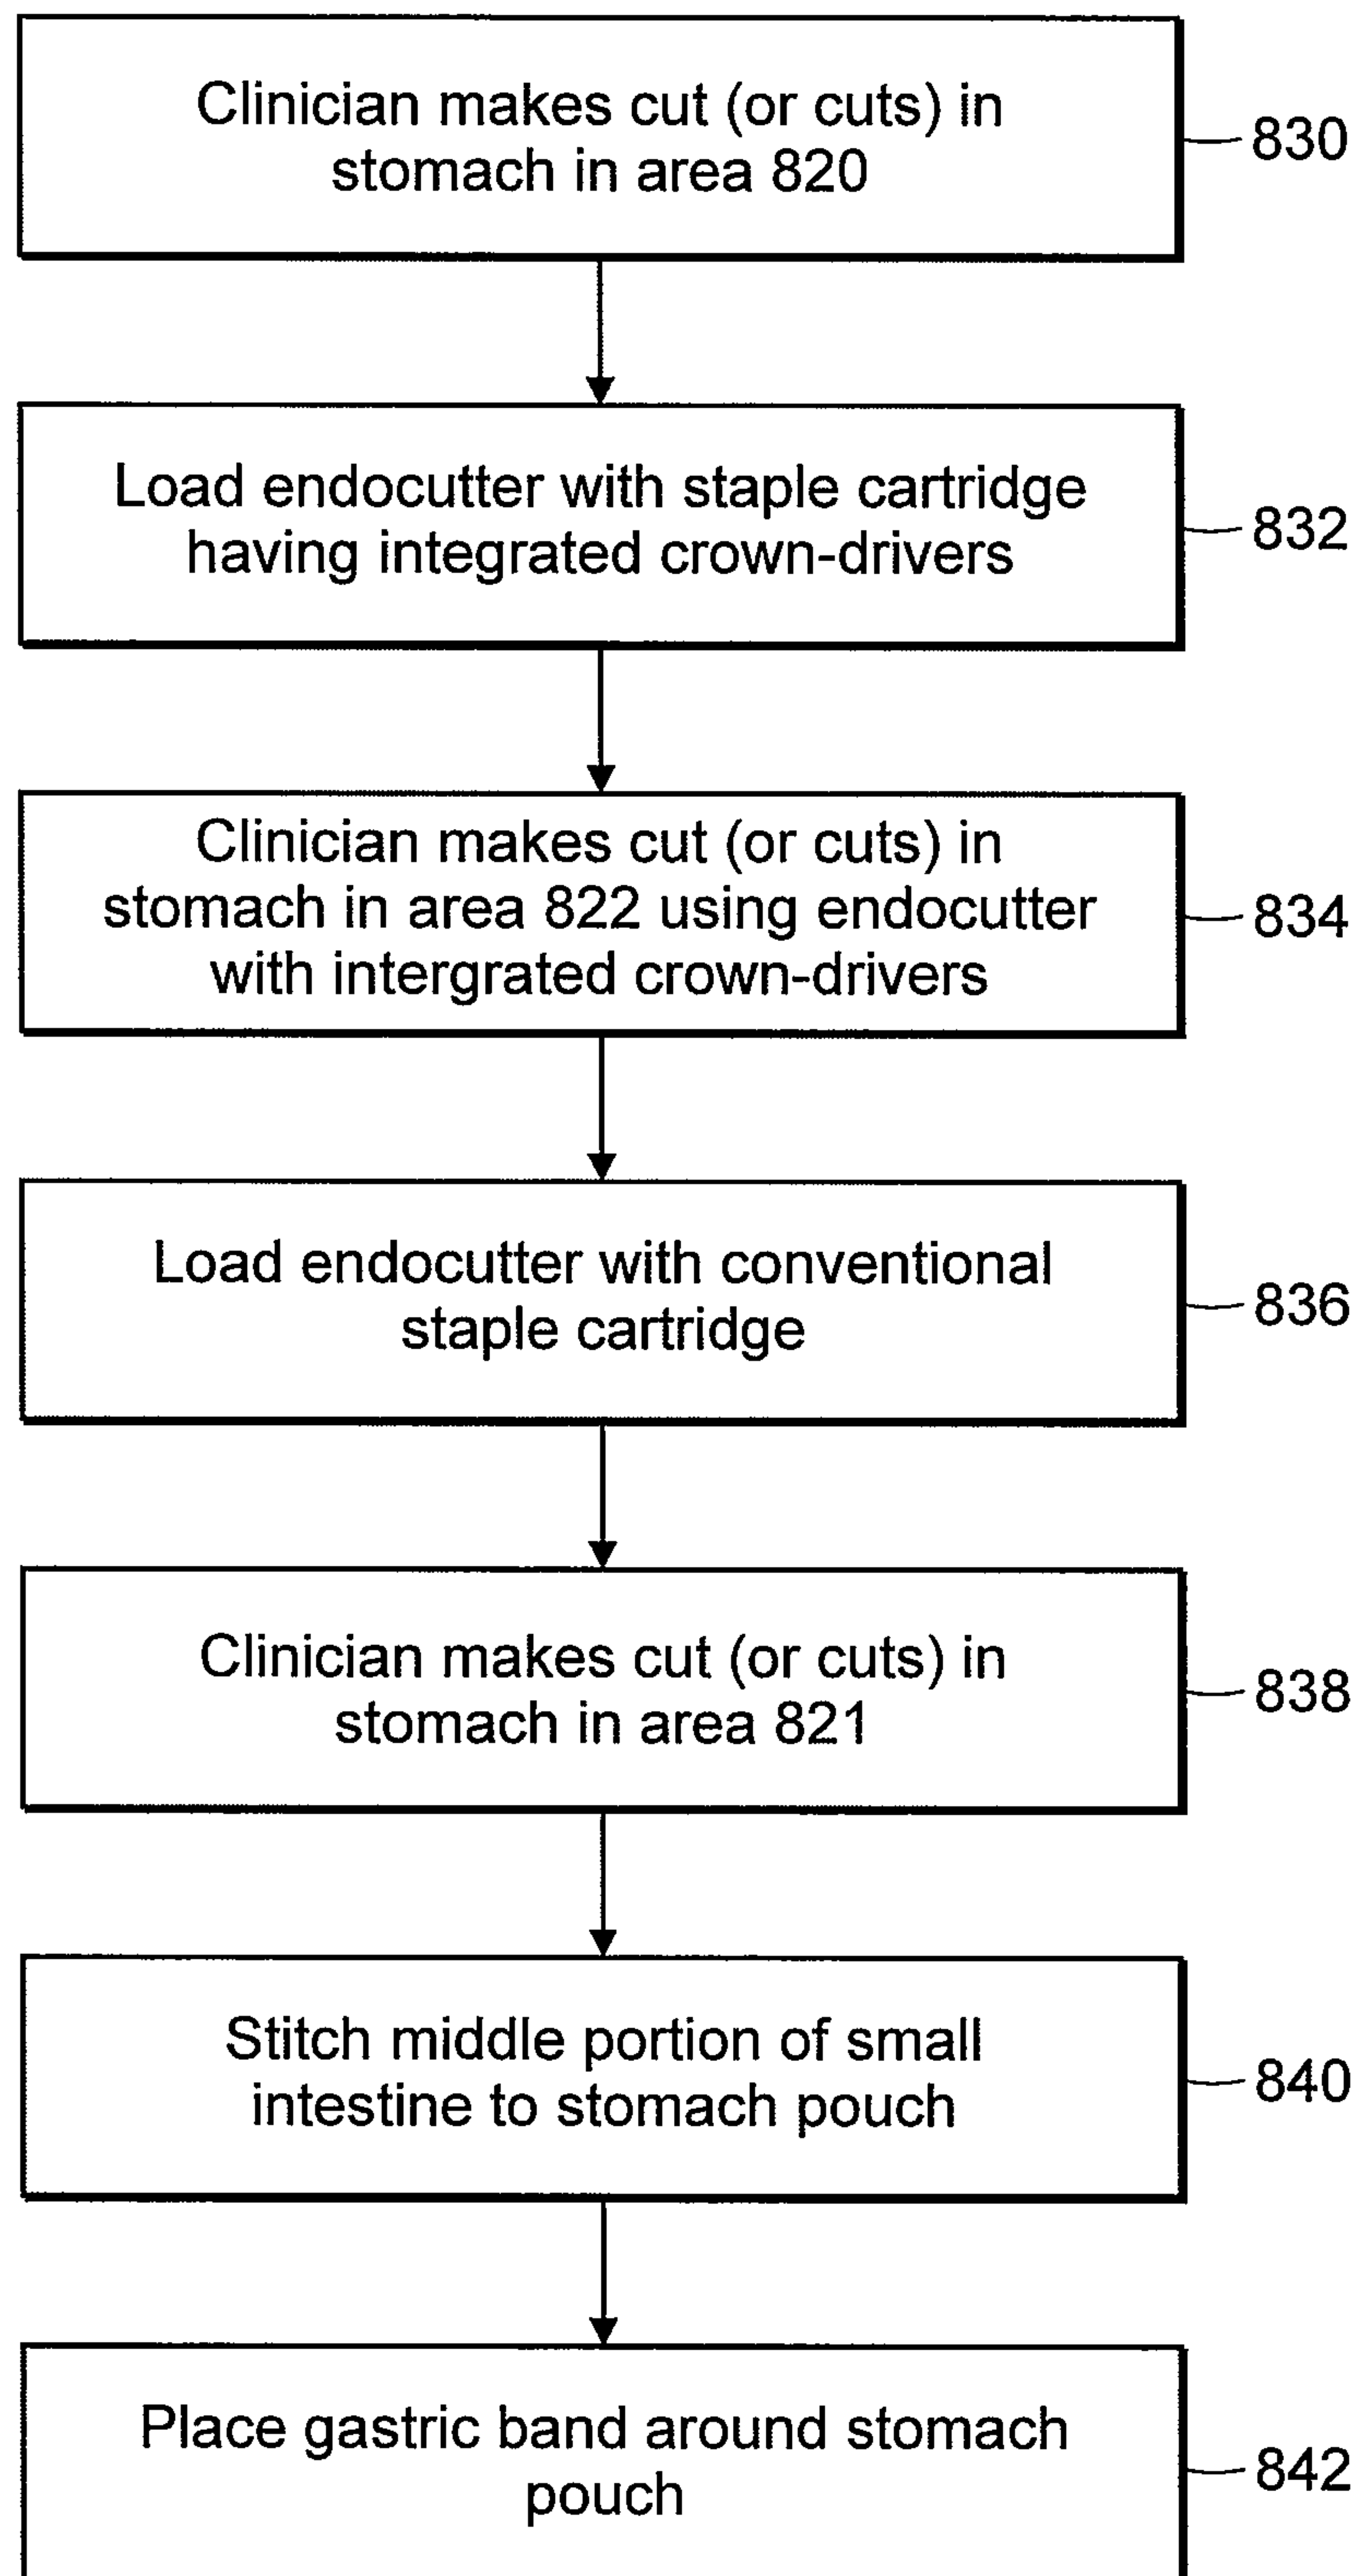 Clinician makes cut (or cuts) in
stomach in area 820
830
Load endocutter with staple cartridge
having integrated crown-drivers
832
Clinician makes cut (or cuts) in
stomach in area 822 using endocutter
with intergrated crown-drivers
834
Load endocutter with conventional
staple cartridge
836
Clinician makes cut (or cuts) in
stomach in area 821
838
Stitch middle portion of small
intestine to stomach pouch
840
Place gastric band around stomach
pouch
842